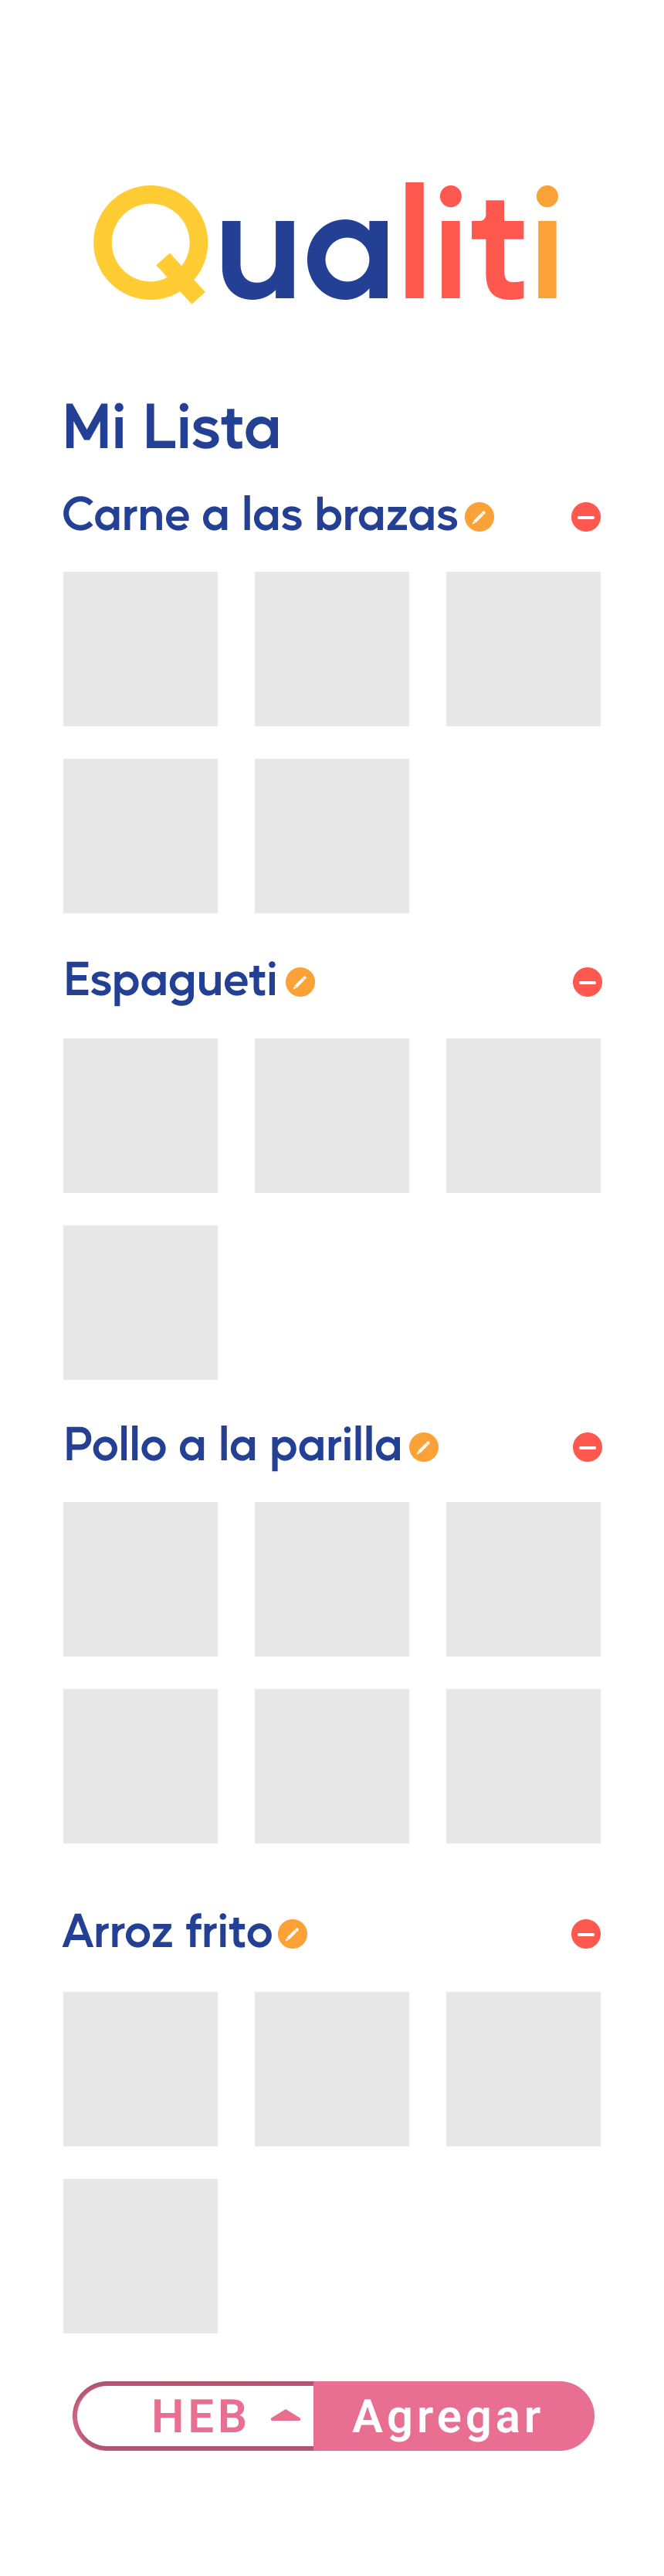 Qualiti
Mi Lista
Carne a las brazas
Espagueti
Pollo a la parilla
Arroz frito
HEB Agregar